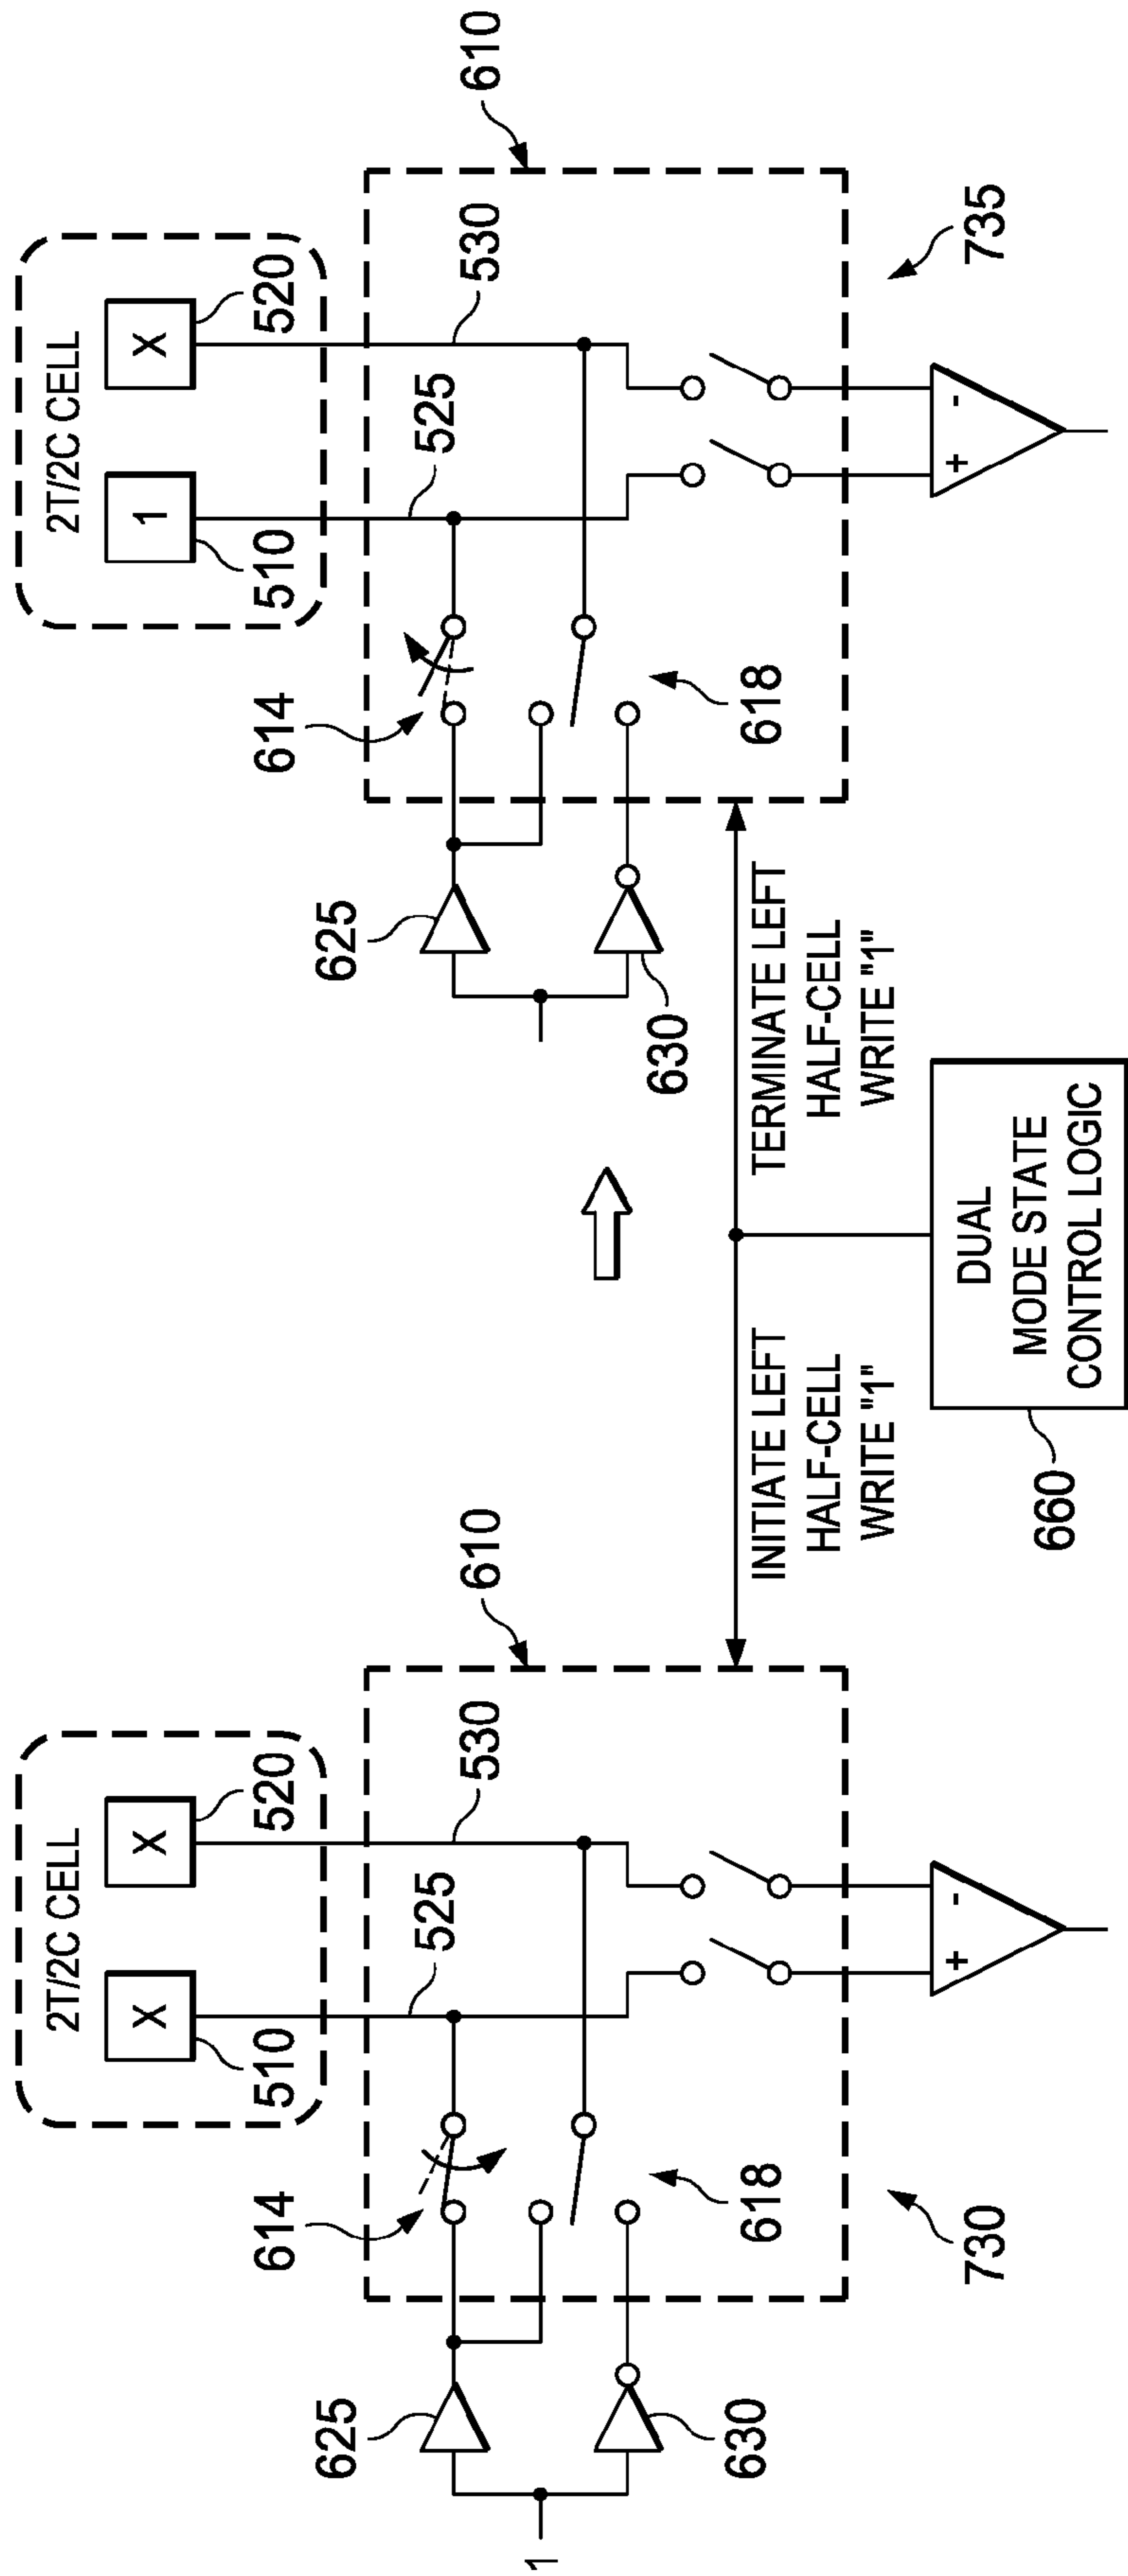 2T/2C CELL
X
X
510
520
525
530
610
614
618
625
630
1
+
-
730
INITIATE LEFT
HALF-CELL
WRITE "1"
DUAL
MODE STATE
CONTROL LOGIC
660
TERMINATE LEFT
HALF-CELL
WRITE "1"
2T/2C CELL
1
X
510
520
525
530
610
614
618
625
630
+
-
735